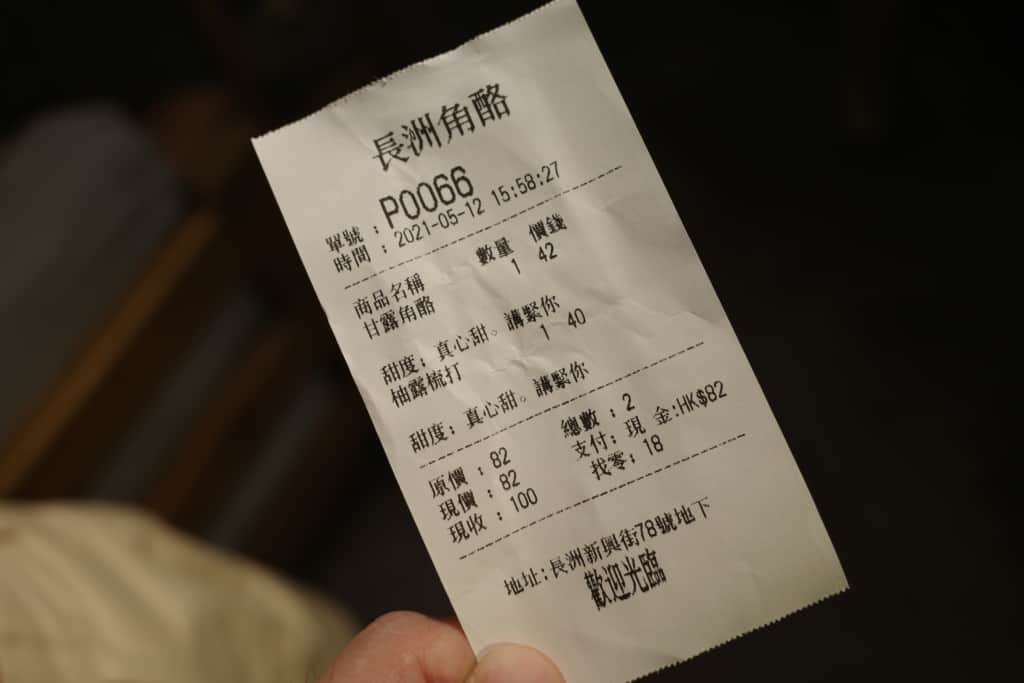 長洲角酪
單號：P0066
時間：2021-05-12 15:58:27
商品名稱 數量 價錢
甘露角酪 1 42
甜度：真心甜。講緊你
柚露梳打 1 40
甜度：真心甜。講緊你
原價：82 總數：2
現價：82 支付：現 金:HK$82
現收：100 找零：18
地址：長洲新興街78號地下
歡迎光臨